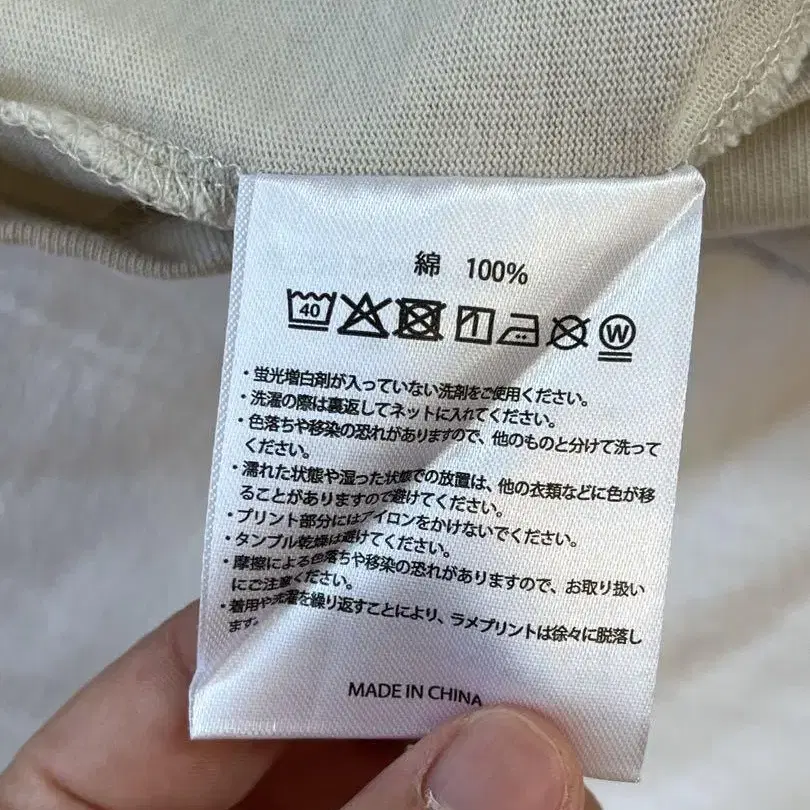 綿 100%
40
W
・蛍光増白剤が入っていない洗剤をご使用ください。
・洗濯の際は裏返してネットに入れてください。
・色落ちや移染の恐れがありますので、他のものと分けて洗って
ください。
・濡れた状態や湿った状態での放置は、他の衣類などに色が移
ることがありますので避けてください。
・プリント部分にはアイロンをかけないでください。
・タンブル乾燥は避けてください。
・摩擦による色落ちや移染の恐れがありますので、お取り扱い
にご注意ください。
・着用や洗濯を繰り返すことにより、ラメプリントは徐々に脱落し
ます。
MADE IN CHINA